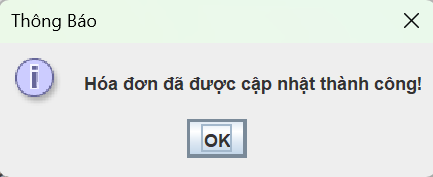 Thông Báo
Hóa đơn đã được cập nhật thành công!
OK